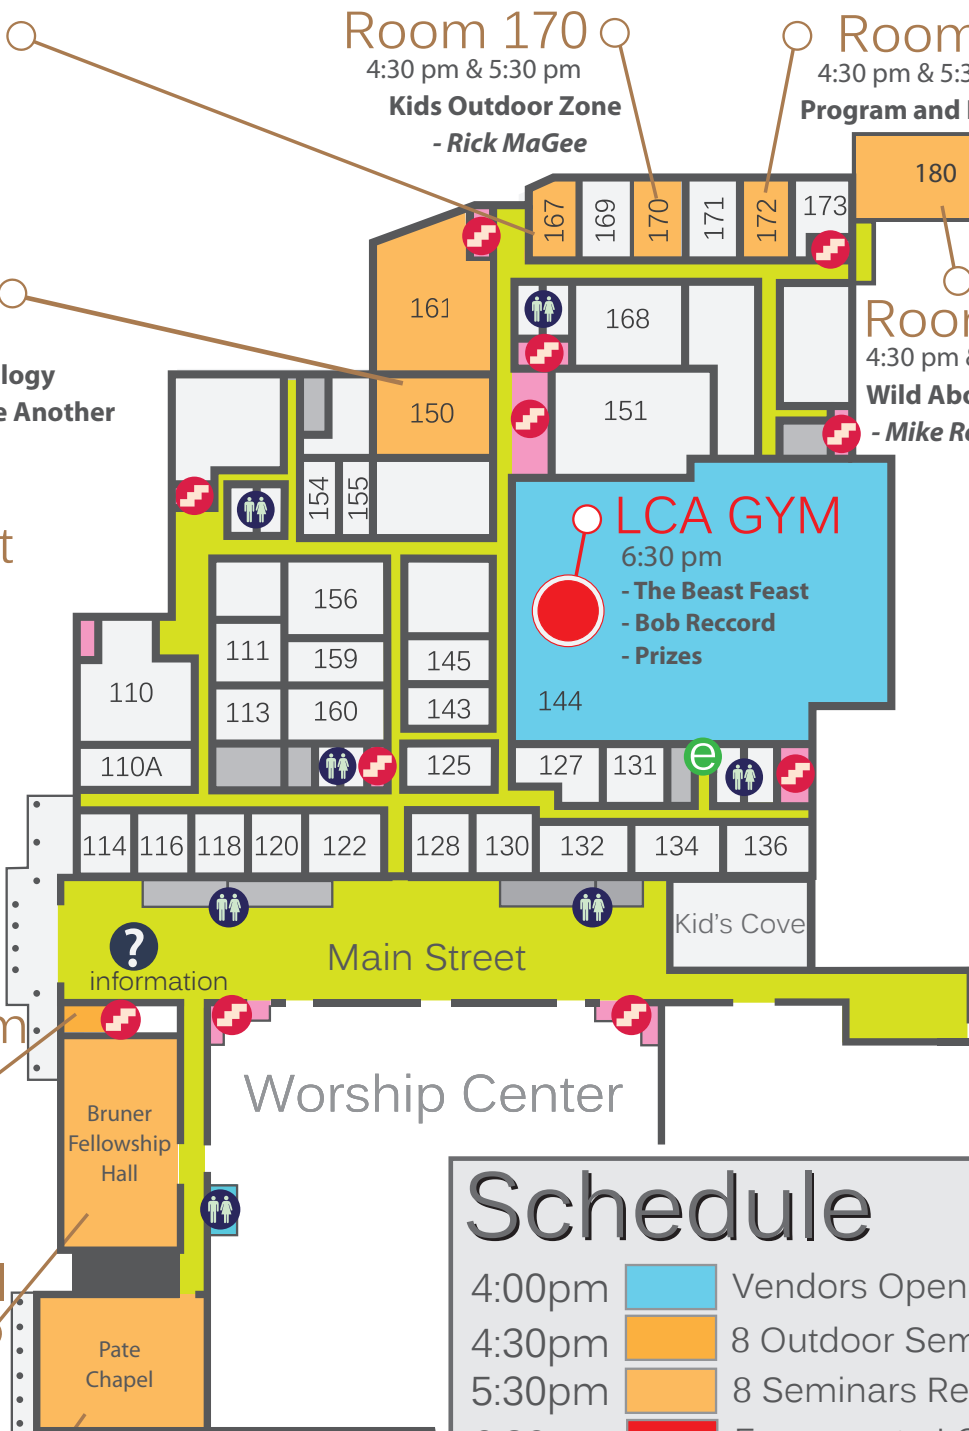 Room 170
4:30 pm & 5:30 pm
Kids Outdoor Zone
- Rick MaGee
Room
4:30 pm & 5:3
Program and
180
167
169
170
171
172
173
161
168
Roo
4:30 pm &
Wild Abo
- Mike R
logy
e Another
150
151
154
155
t
LCA GYM
6:30 pm
- The Beast Feast
- Bob Reccord
- Prizes
144
156
111
159
145
110
113
160
143
110A
125
127
131
e
114
116
118
120
122
128
130
132
134
136
Kid's Cove
?
information
Main Street
m
Worship Center
Bruner
Fellowship
Hall
Pate
Chapel
Schedule
4:00pm
Vendors Open
4:30pm
8 Outdoor Sem
5:30pm
8 Seminars Re